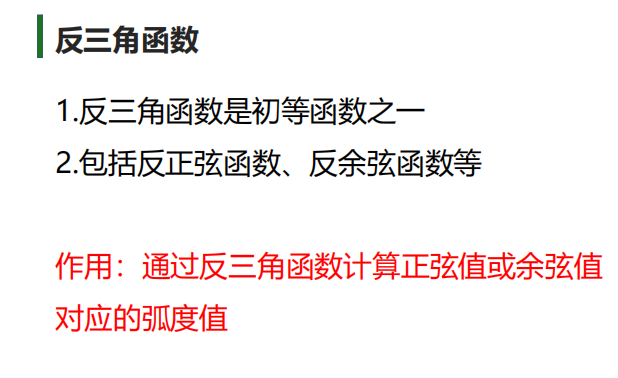 反三角函数
1.反三角函数是初等函数之一
2.包括反正弦函数、反余弦函数等
作用：通过反三角函数计算正弦值或余弦值
对应的弧度值